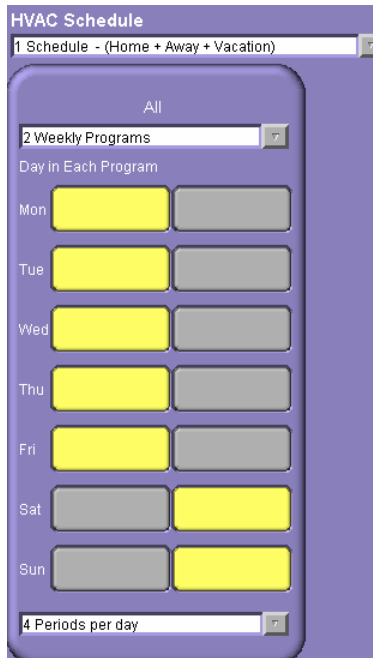 HVAC Schedule
1 Schedule - (Home + Away + Vacation)
All
2 Weekly Programs
Day in Each Program
Mon
Tue
Wed
Thu
Fri
Sat
Sun
4 Periods per day